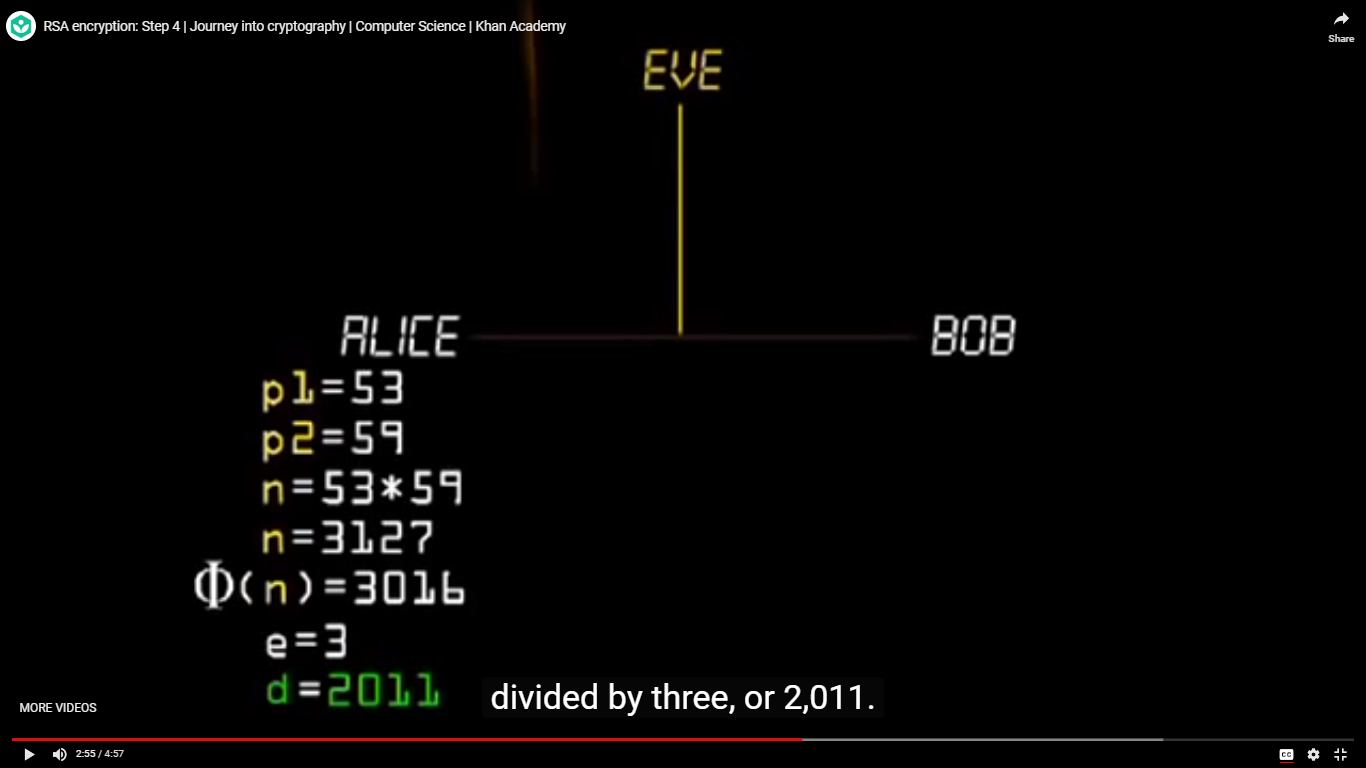 RSA encryption: Step 4 | Journey into cryptography | Computer Science | Khan Academy
Share
EVE
ALICE
BOB
p1=53
p2=59
n=53*59
n=3127
Φ(n)=3016
e=3
d=2011
divided by three, or 2,011.
MORE VIDEOS
2:55 / 4:57
CC